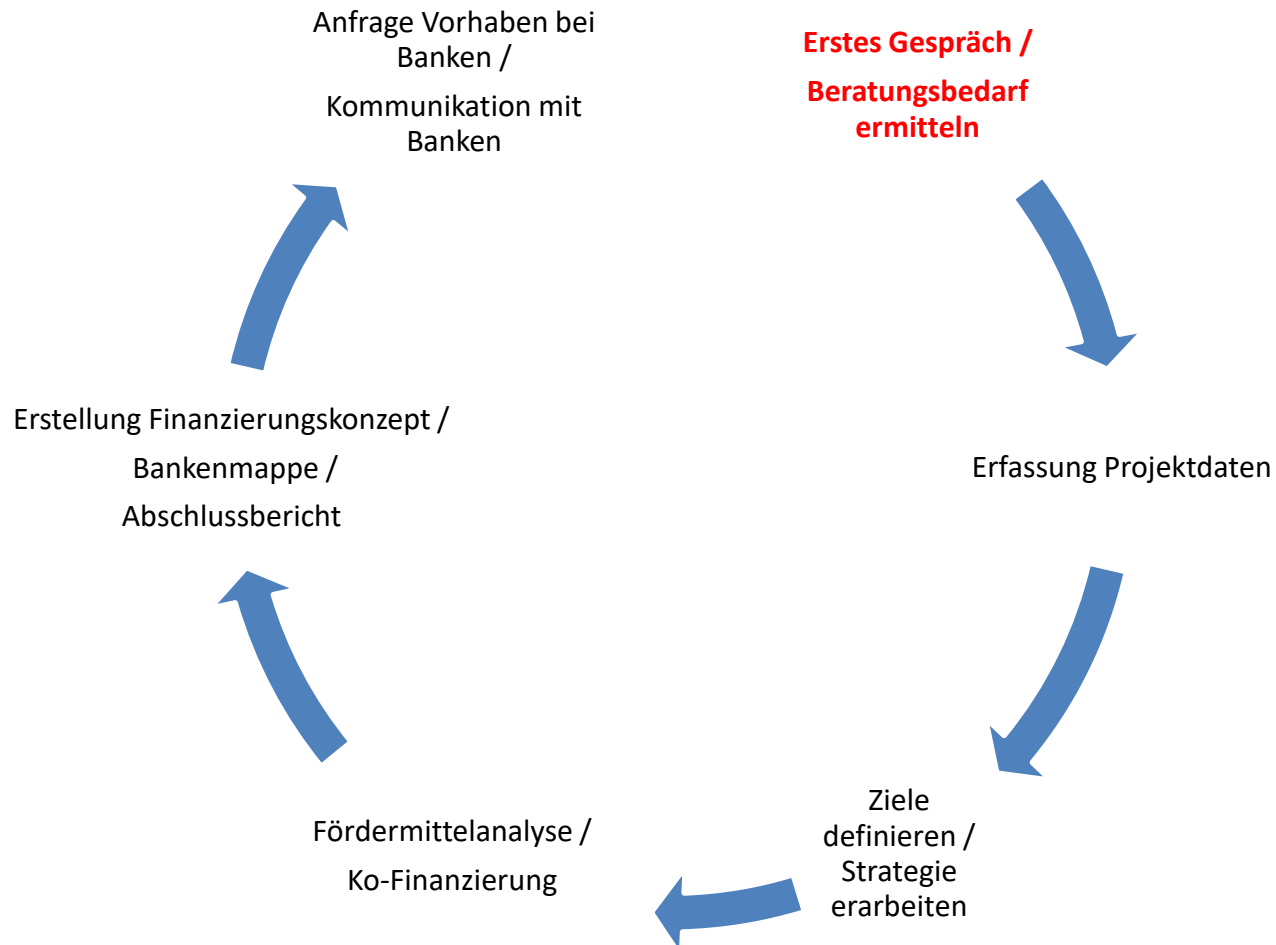 Anfrage Vorhaben bei
Banken /
Kommunikation mit
Banken
Erstes Gespräch /
Beratungsbedarf
ermitteln
Erfassung Projektdaten
Ziele
definieren /
Strategie
erarbeiten
Fördermittelanalyse /
Ko-Finanzierung
Erstellung Finanzierungskonzept /
Bankenmappe /
Abschlussbericht